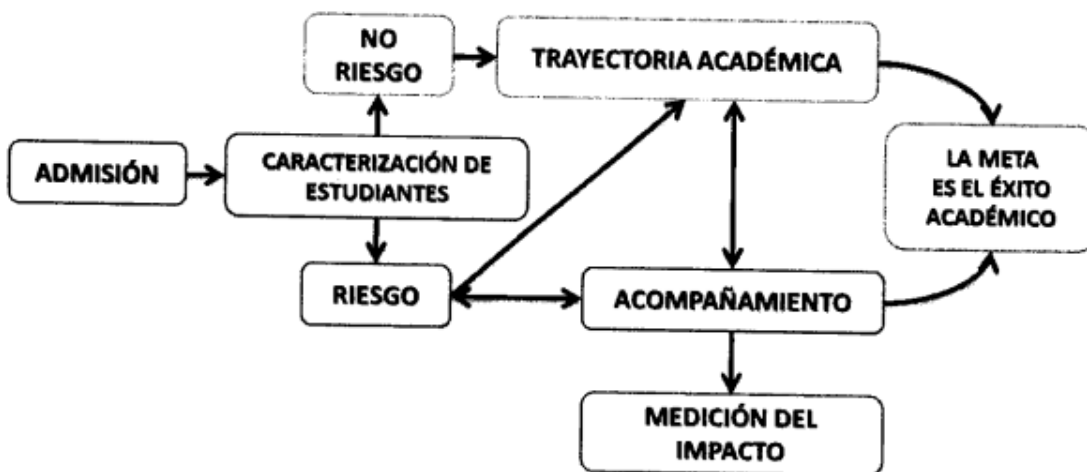 NO
RIESGO
TRAYECTORIA ACADÉMICA
ADMISIÓN
CARACTERIZACIÓN DE
ESTUDIANTES
LA META
ES EL ÉXITO
ACADÉMICO
RIESGO
ACOMPAÑAMIENTO
MEDICIÓN DEL
IMPACTO